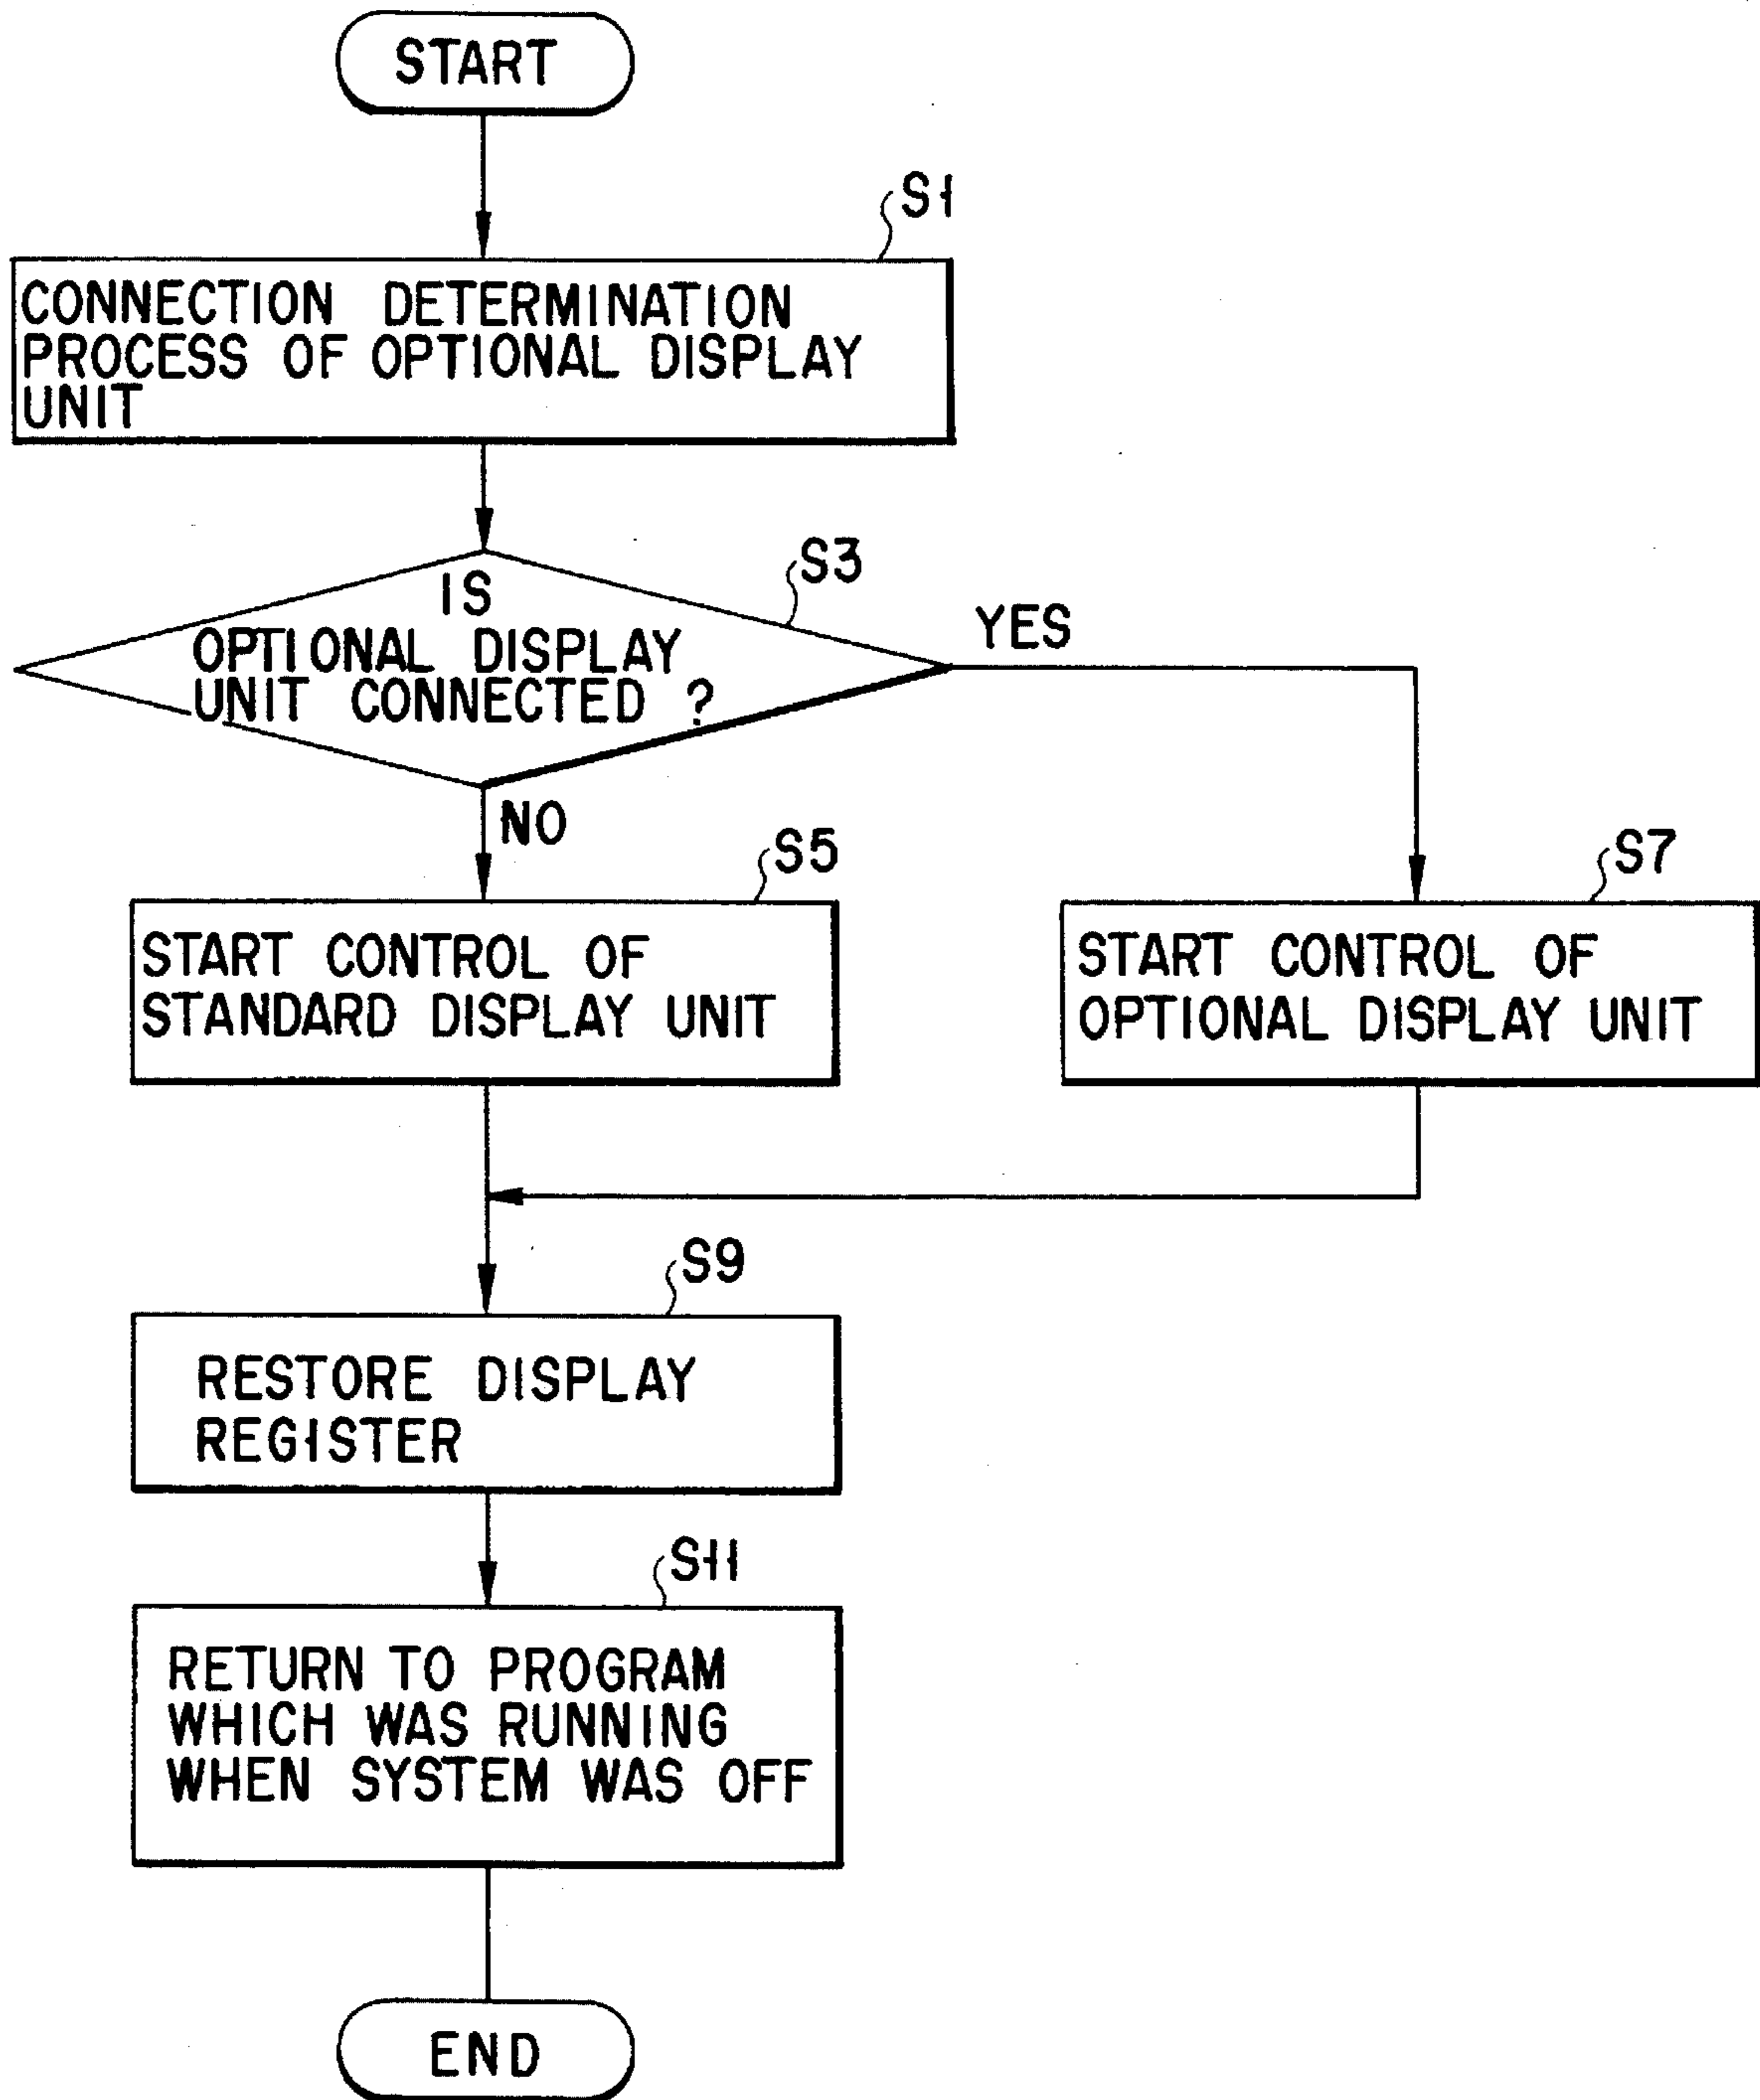 START
S1
CONNECTION DETERMINATION
PROCESS OF OPTIONAL DISPLAY
UNIT
S3
IS
OPTIONAL DISPLAY
UNIT CONNECTED ?
YES
NO
S5
START CONTROL OF
STANDARD DISPLAY UNIT
S7
START CONTROL OF
OPTIONAL DISPLAY UNIT
S9
RESTORE DISPLAY
REGISTER
S11
RETURN TO PROGRAM
WHICH WAS RUNNING
WHEN SYSTEM WAS OFF
END